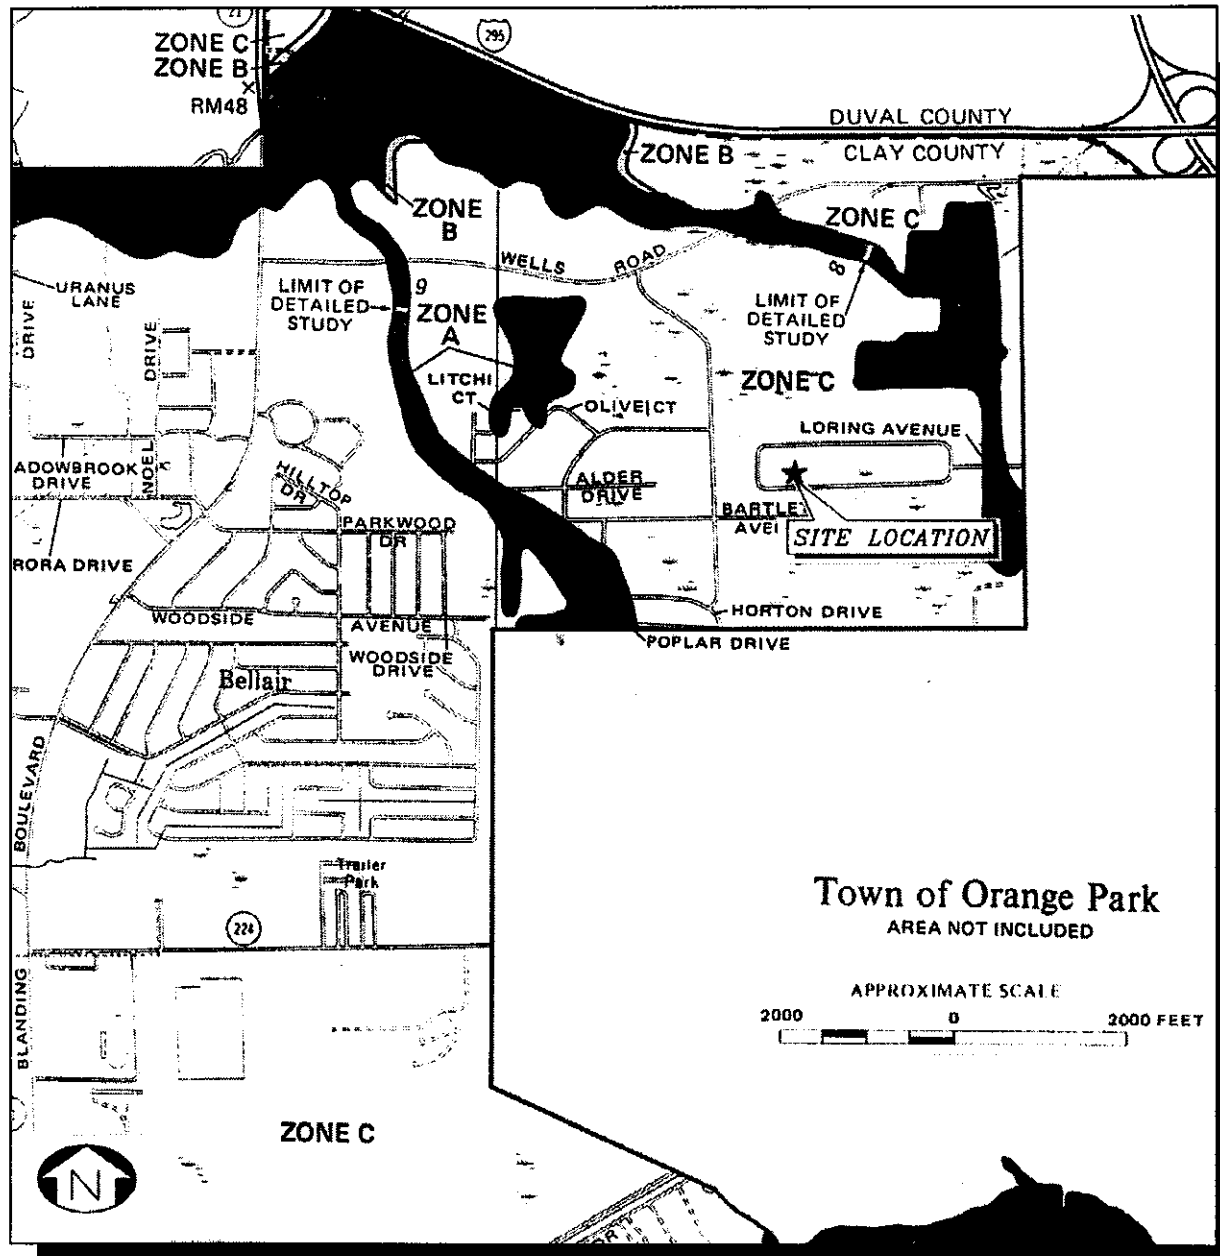 21
295
ZONE C
ZONE B
RM48
DUVAL COUNTY
CLAY COUNTY
ZONE B
ZONE
B
ZONE C
WELLS ROAD
URANUS
LANE
DRIVE
DRIVE
LIMIT OF
DETAILED
STUDY
9
ZONE
A
8
LIMIT OF
DETAILED
STUDY
LITCHI
CT
ZONE C
OLIVE CT
LORING AVENUE
ADOWBROOK
DRIVE
NOEL
HILLTOP
DR
ALDER
DRIVE
PARKWOOD
DR
BARTLE
AVE
SITE LOCATION
RORA DRIVE
WOODSIDE
AVENUE
HORTON DRIVE
POPLAR DRIVE
WOODSIDE
DRIVE
Bellair
BOULEVARD
Trailer
Park
Town of Orange Park
AREA NOT INCLUDED
224
APPROXIMATE SCALE
2000 0 2000 FEET
BLANDING
ZONE C
N
DR